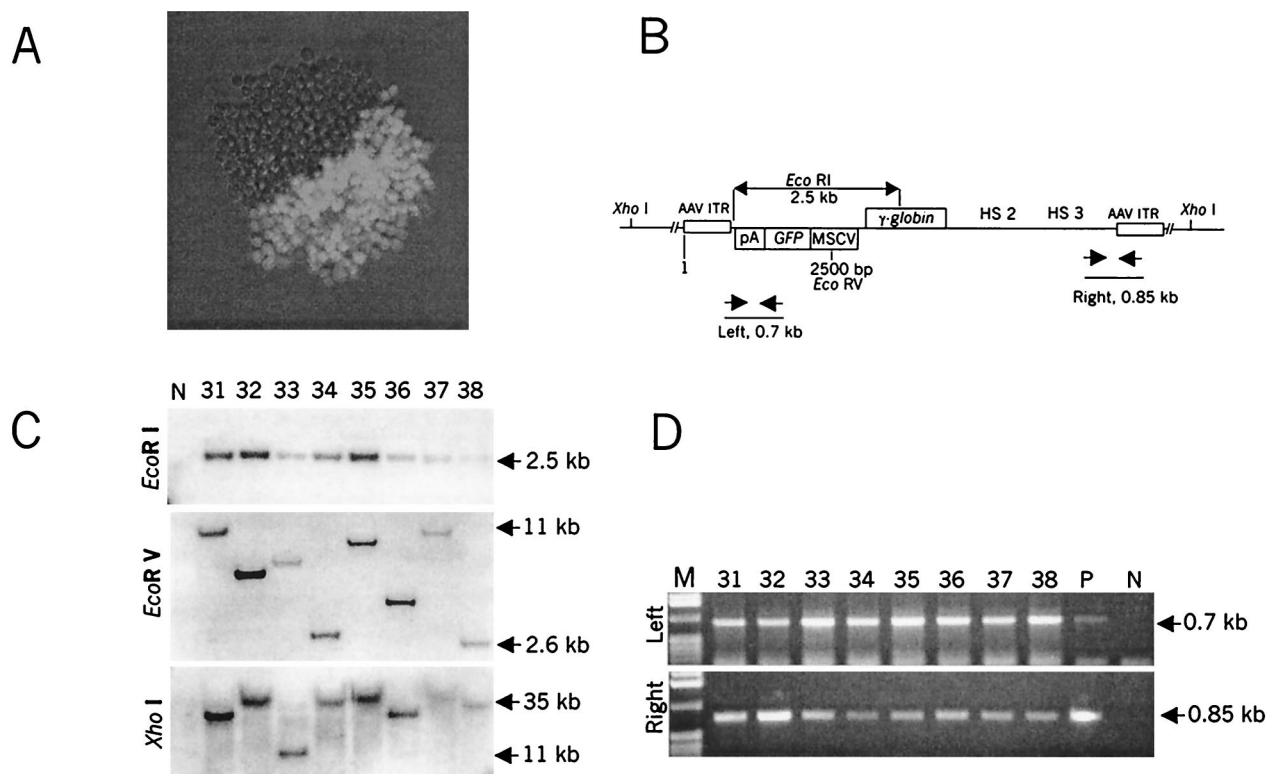 A
B
Eco RI
2.5 kb
Xho I
AAV ITR
γ-globin
HS 2
HS 3
AAV ITR
Xho I
pA
GFP
MSCV
1
2500 bp
Eco RV
Left, 0.7 kb
Right, 0.85 kb
C
N 31 32 33 34 35 36 37 38
EcoR I
2.5 kb
EcoR V
11 kb
2.6 kb
Xho I
35 kb
11 kb
D
M 31 32 33 34 35 36 37 38 P N
Left
0.7 kb
Right
0.85 kb